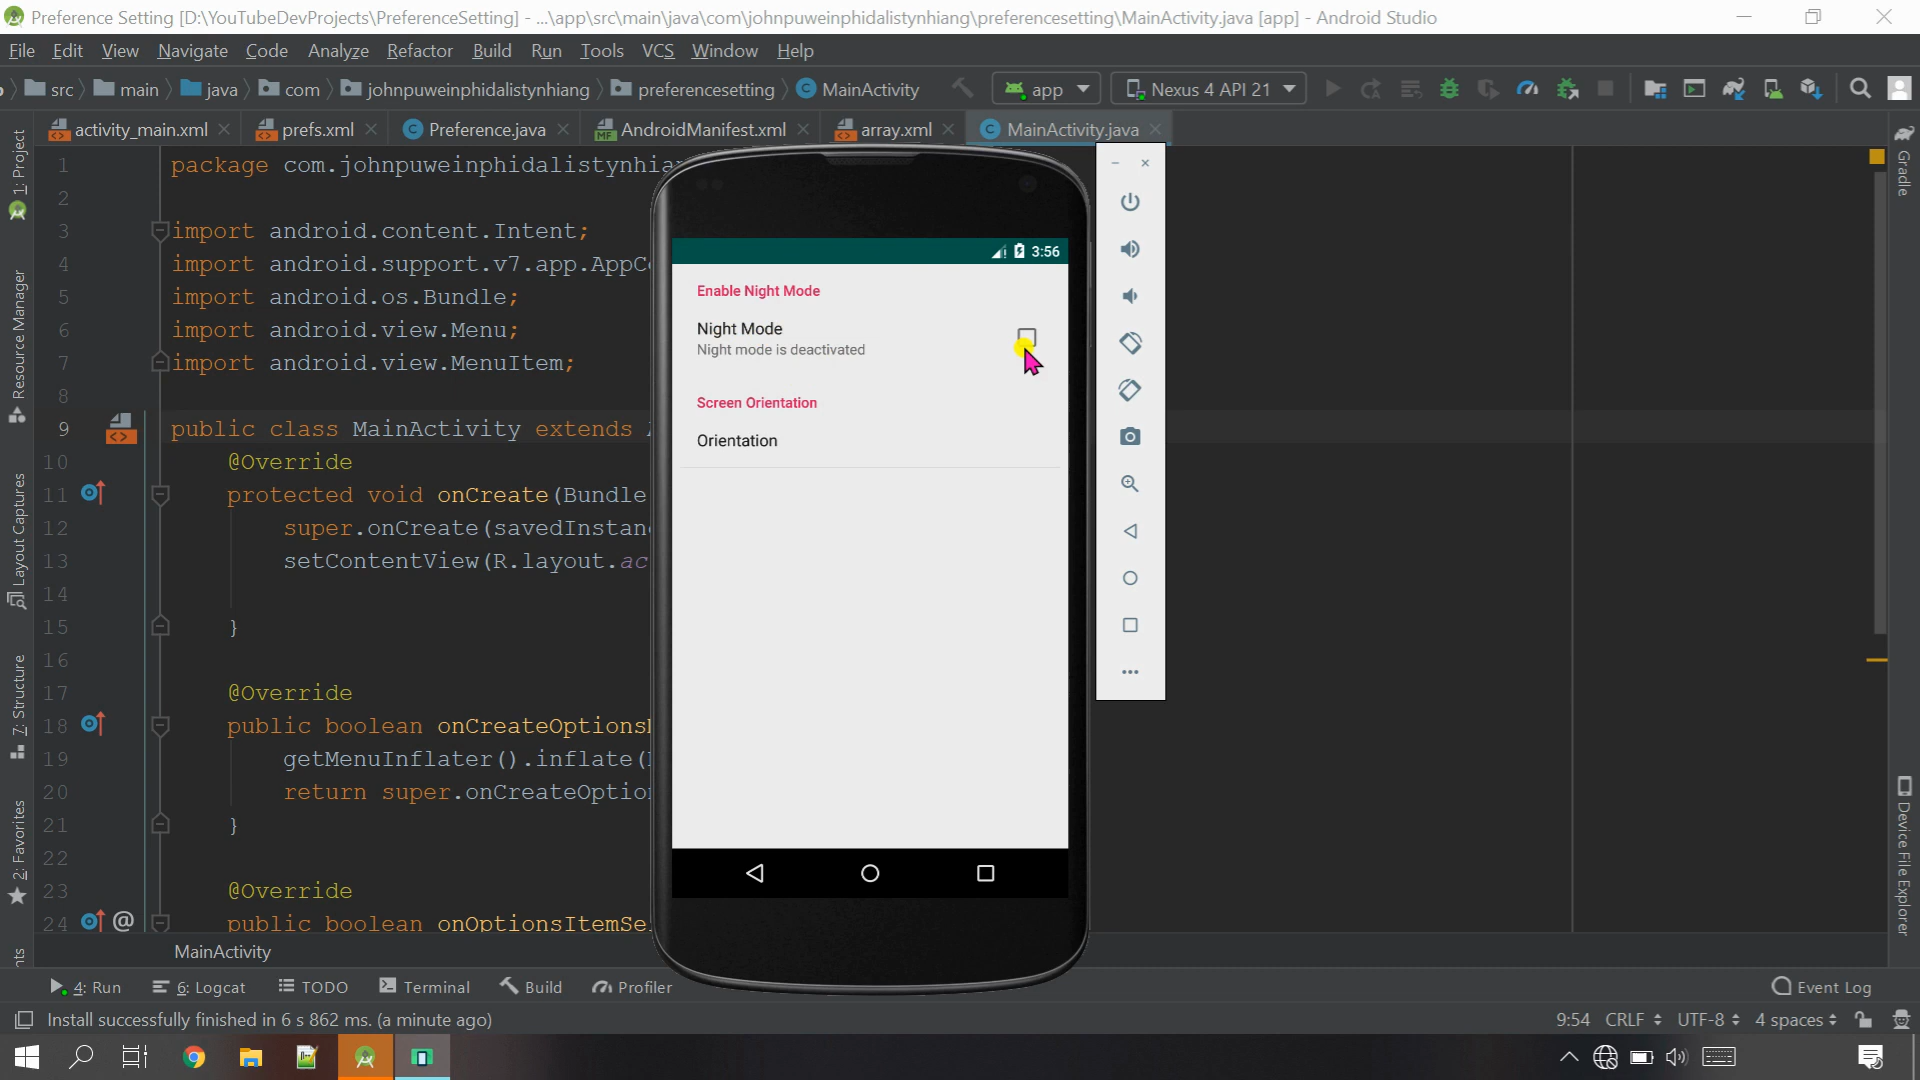 Preference Setting [D:\YouTubeDevProjects\PreferenceSetting] - ...\app\src\main\java\com\johnpuweinphidalistynhiang\preferencesetting\MainActivity.java [app] - Android Studio
File Edit View Navigate Code Analyze Refactor Build Run Tools VCS Window Help
src main java com johnpuweinphidalistynhiang preferencesetting MainActivity app Nexus 4 API 21
activity_main.xml prefs.xml Preference.java AndroidManifest.xml array.xml MainActivity.java
1: Project
Resource Manager
Layout Captures
7: Structure
2: Favorites
1 package com.johnpuweinphidalistynhian
2
3 import android.content.Intent;
4 import android.support.v7.app.AppCo
5 import android.os.Bundle;
6 import android.view.Menu;
7 import android.view.MenuItem;
8
9 public class MainActivity extends
10 @Override
11 protected void onCreate(Bundle
12 super.onCreate(savedInstan
13 setContentView(R.layout.ac
14
15 }
16
17 @Override
18 public boolean onCreateOptions
19 getMenuInflater().inflate(
20 return super.onCreateOptio
21 }
22
23 @Override
24 public boolean onOptionsItemSe
3:56
Enable Night Mode
Night Mode
Night mode is deactivated
Screen Orientation
Orientation
Gradle
Device File Explorer
MainActivity
4: Run 6: Logcat TODO Terminal Build Profiler Event Log
Install successfully finished in 6 s 862 ms. (a minute ago) 9:54 CRLF UTF-8 4 spaces